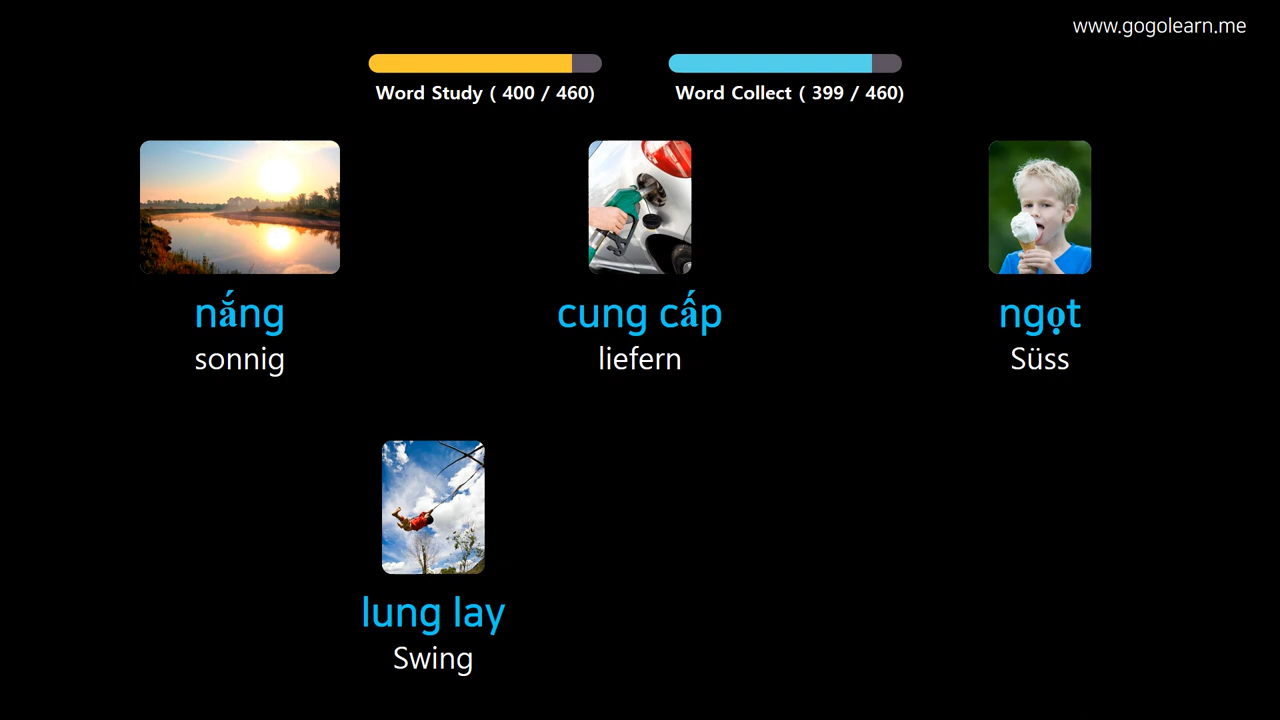 www.gogolearn.me
Word Study ( 400 / 460)
Word Collect ( 399 / 460)
nắng
sonnig
cung cấp
liefern
ngọt
Süss
lung lay
Swing